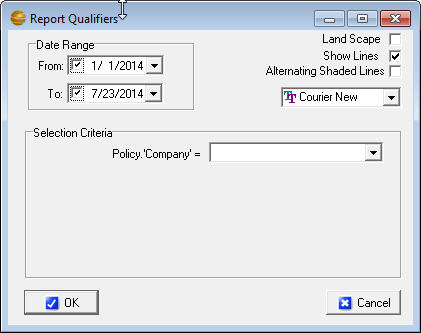 Report Qualifiers
Date Range
From: 1/ 1/2014
To: 7/23/2014
Land Scape
Show Lines
Alternating Shaded Lines
Courier New
Selection Criteria
Policy.'Company' =
OK
Cancel